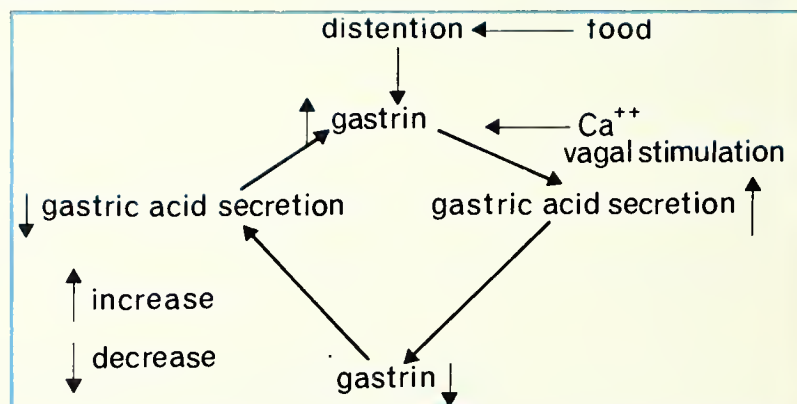 distention food
gastrin Ca++
vagal stimulation
gastric acid secretion gastric acid secretion
increase
decrease
gastrin